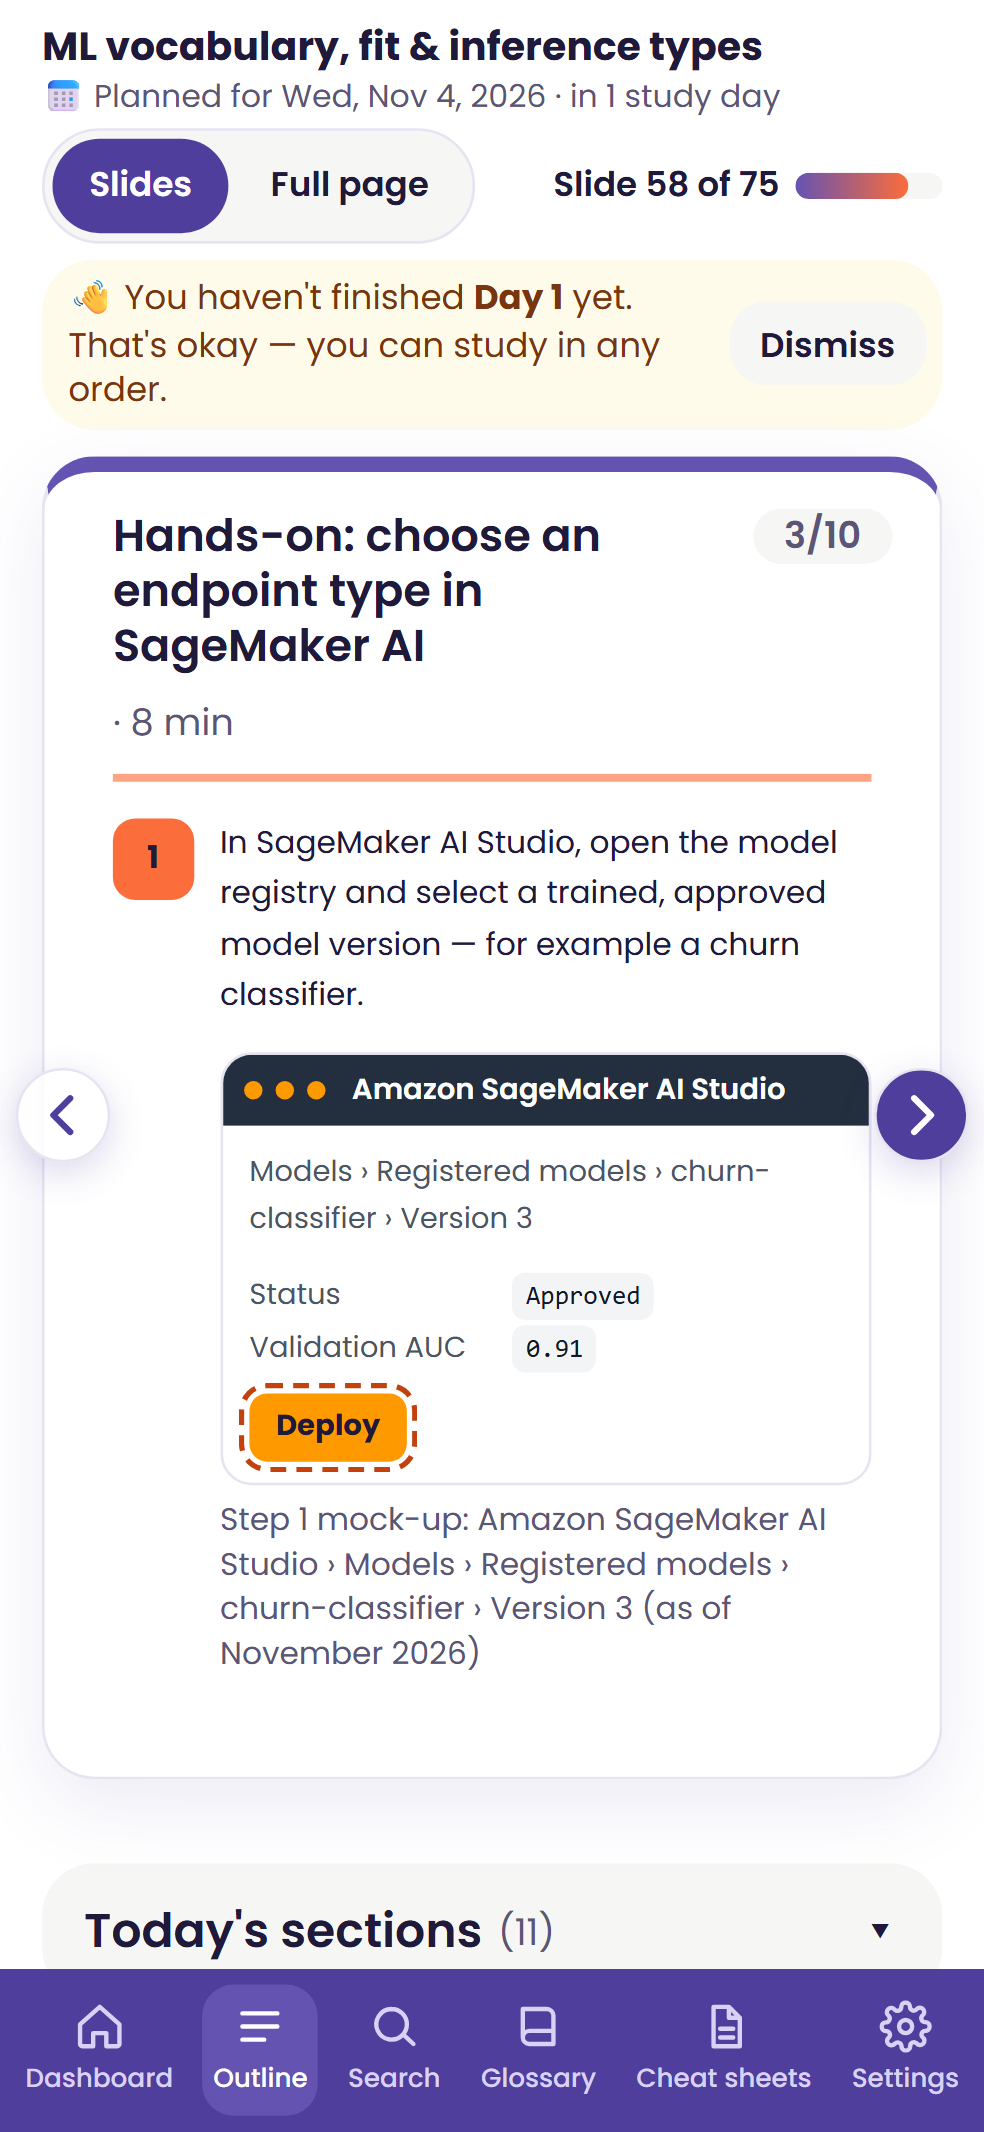 ML vocabulary, fit & inference types
Planned for Wed, Nov 4, 2026 · in 1 study day
Slides
Full page
Slide 58 of 75
👋 You haven't finished Day 1 yet.
That's okay — you can study in any
order.
Dismiss
Hands-on: choose an
endpoint type in
SageMaker AI
3/10
· 8 min
1
In SageMaker AI Studio, open the model
registry and select a trained, approved
model version — for example a churn
classifier.
Amazon SageMaker AI Studio
Models › Registered models › churn-
classifier › Version 3
Status Approved
Validation AUC 0.91
Deploy
Step 1 mock-up: Amazon SageMaker AI
Studio › Models › Registered models ›
churn-classifier › Version 3 (as of
November 2026)
Today's sections (11)
Dashboard
Outline
Search
Glossary
Cheat sheets
Settings